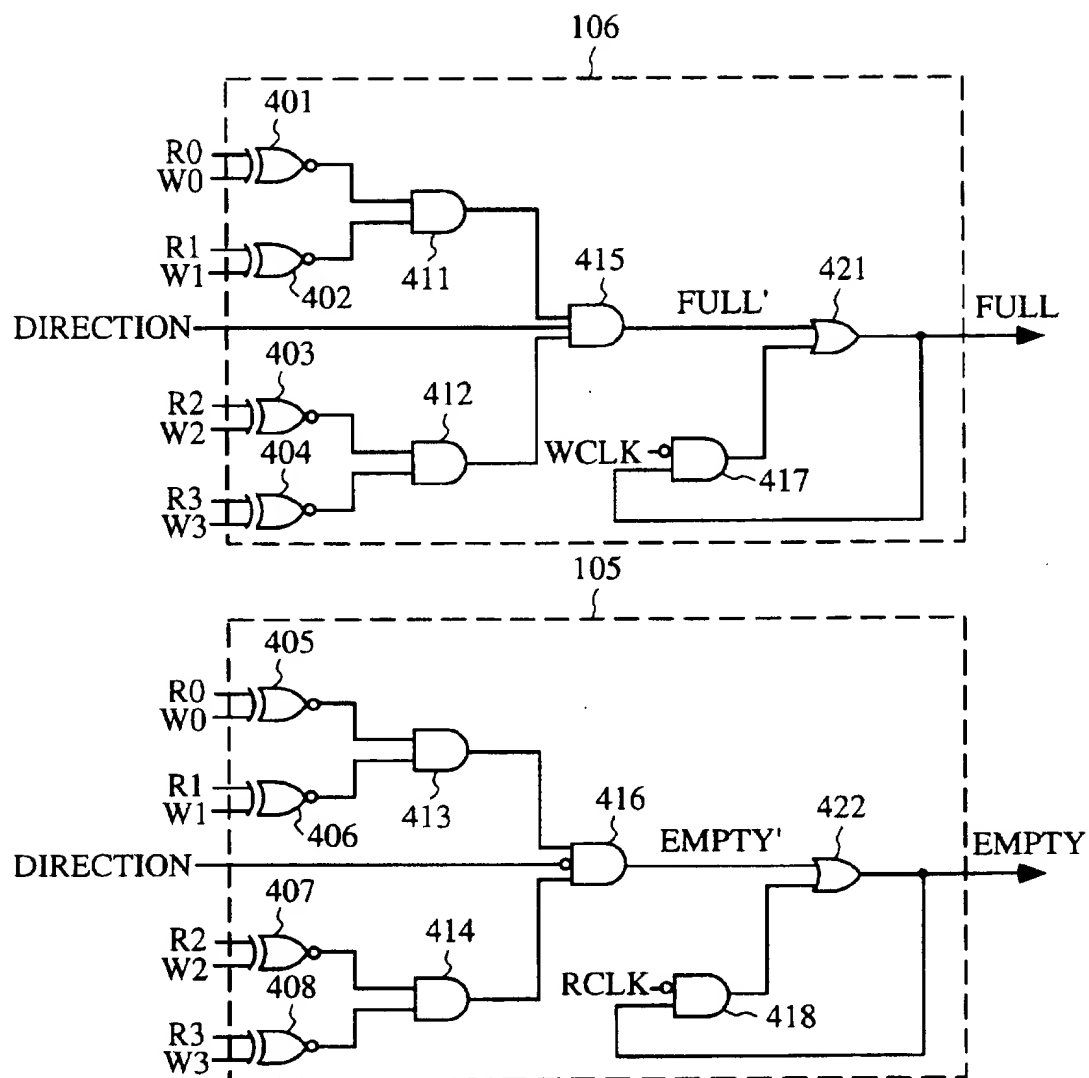 106
401
R0
W0
R1
W1
402
411
415
FULL'
421
FULL
DIRECTION
403
R2
W2
412
404
WCLK
417
R3
W3
105
405
R0
W0
R1
W1
406
413
416
EMPTY'
422
EMPTY
DIRECTION
407
R2
W2
414
408
RCLK
418
R3
W3